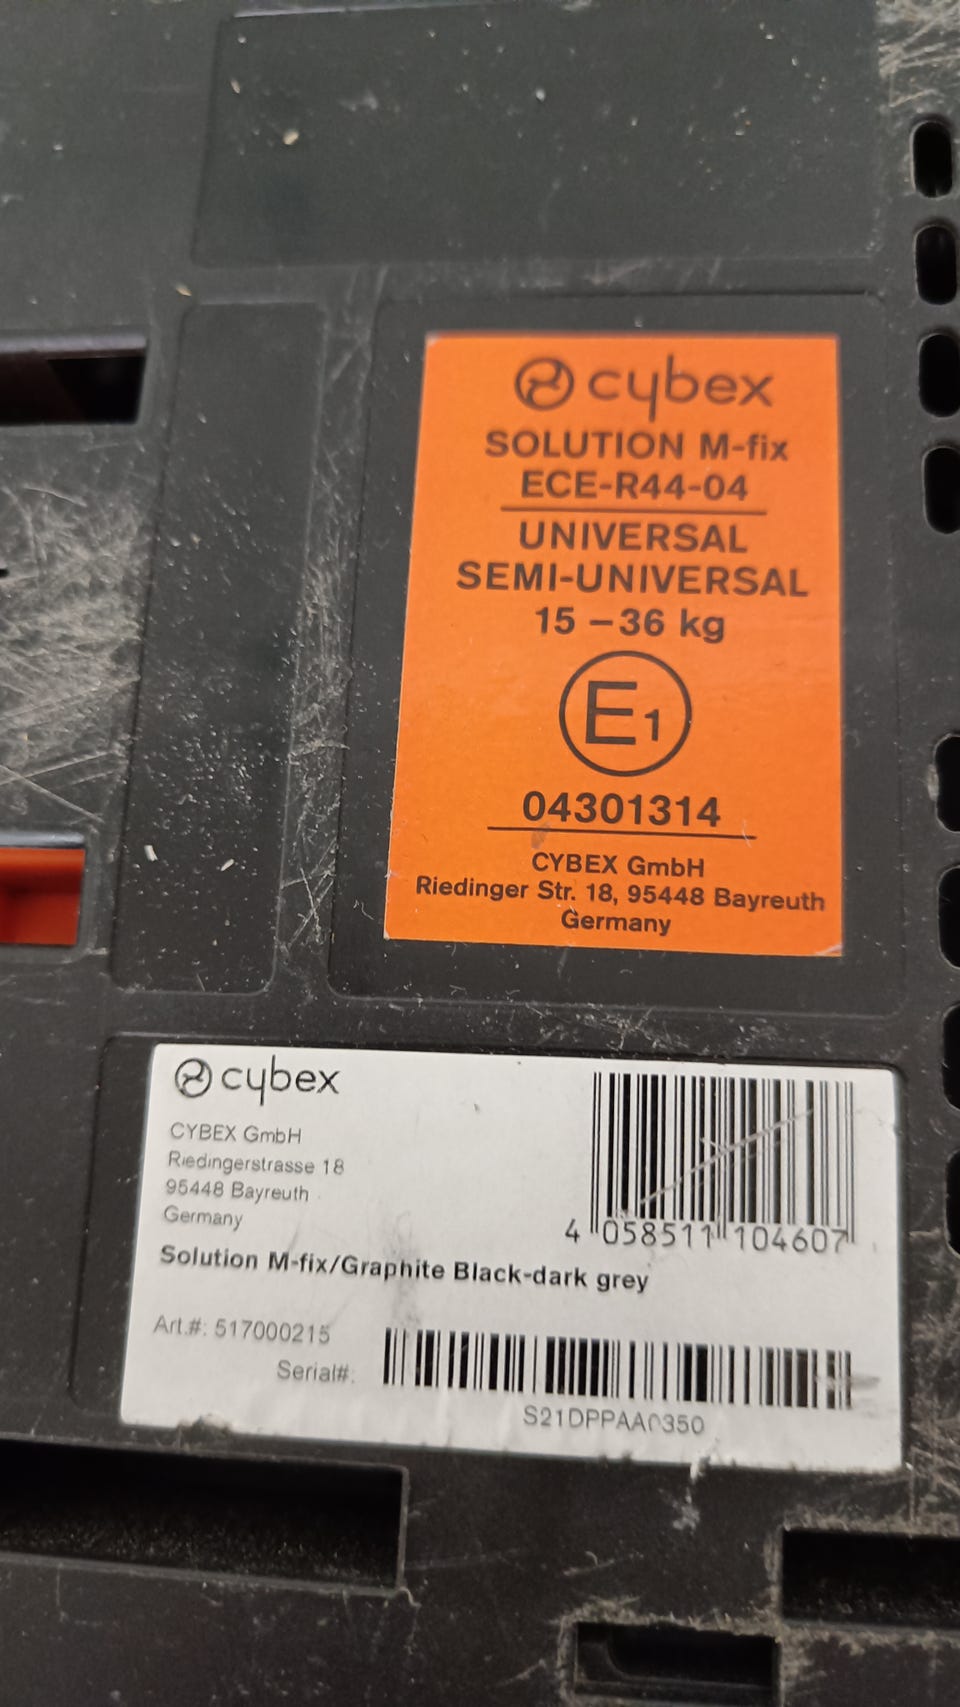 cybex
SOLUTION M-fix
ECE-R44-04
UNIVERSAL
SEMI-UNIVERSAL
15 – 36 kg
E1
04301314
CYBEX GmbH
Riedinger Str. 18, 95448 Bayreuth
Germany
cybex
CYBEX GmbH
Riedingerstrasse 18
95448 Bayreuth
Germany
4 058511 104607
Solution M-fix/Graphite Black-dark grey
Art.#: 517000215
Serial#:
S21DPPAA0350